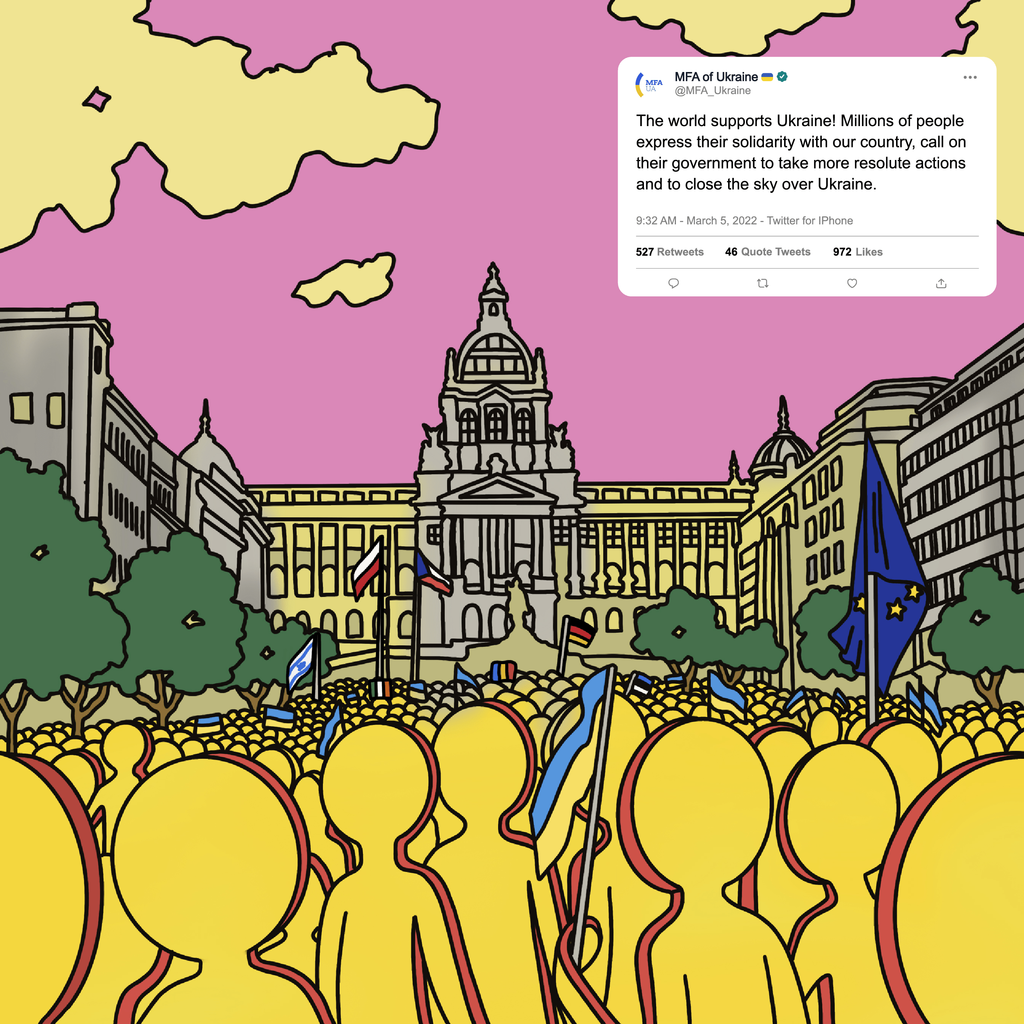 MFA of Ukraine
MFA
UA
@MFA_Ukraine
The world supports Ukraine! Millions of people
express their solidarity with our country, call on
their government to take more resolute actions
and to close the sky over Ukraine.
9:32 AM - March 5, 2022 - Twitter for IPhone
527 Retweets 46 Quote Tweets 972 Likes